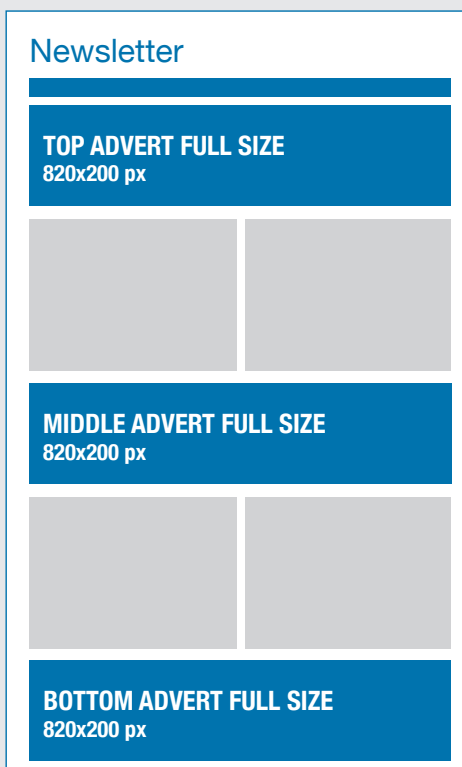 Newsletter
TOP ADVERT FULL SIZE
820x200 px
MIDDLE ADVERT FULL SIZE
820x200 px
BOTTOM ADVERT FULL SIZE
820x200 px